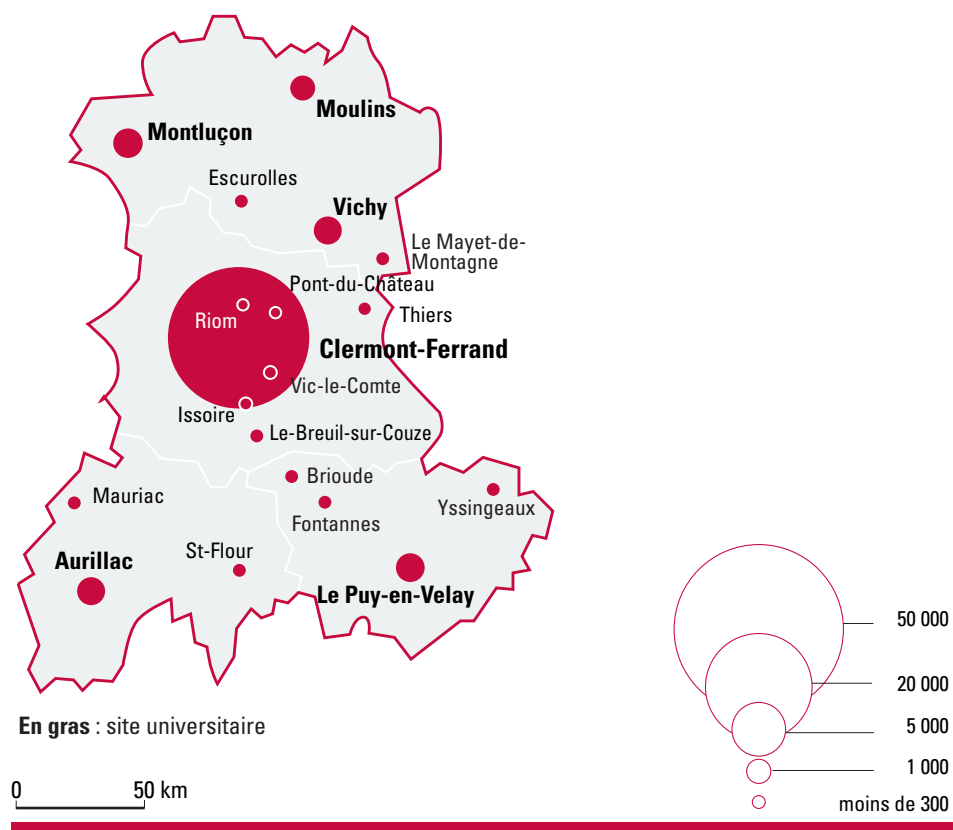 Moulins
Montluçon
Escurolles
Vichy
Le Mayet-de-
Montagne
Pont-du-Château
Riom
Thiers
Clermont-Ferrand
Vic-le-Comte
Issoire
Le-Breuil-sur-Couze
Brioude
Mauriac
Yssingeaux
Fontannes
St-Flour
Aurillac
Le Puy-en-Velay
50 000
20 000
5 000
1 000
moins de 300
En gras : site universitaire
0 50 km